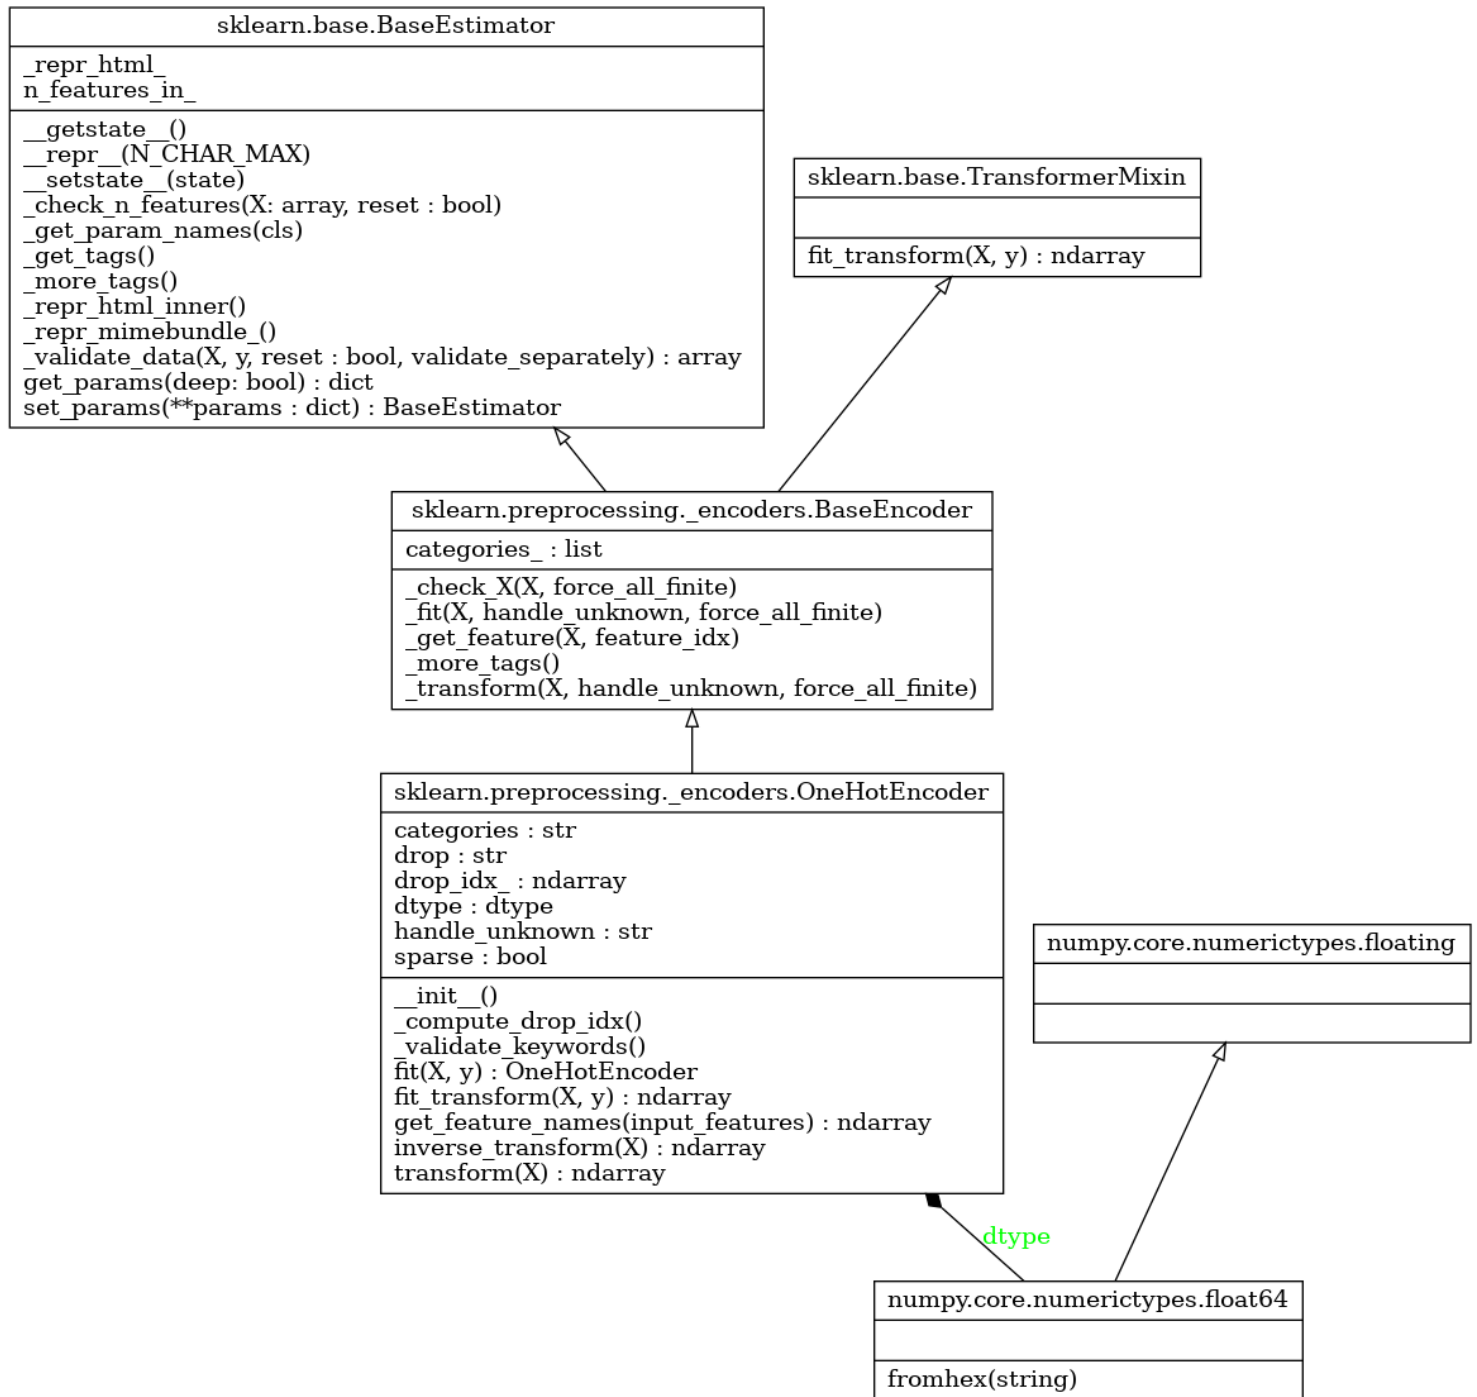 sklearn.base.BaseEstimator
_repr_html_
n_features_in_
__getstate__()
__repr__(N_CHAR_MAX)
__setstate__(state)
_check_n_features(X: array, reset : bool)
_get_param_names(cls)
_get_tags()
_more_tags()
_repr_html_inner()
_repr_mimebundle_()
_validate_data(X, y, reset : bool, validate_separately) : array
get_params(deep: bool) : dict
set_params(**params : dict) : BaseEstimator
sklearn.base.TransformerMixin
fit_transform(X, y) : ndarray
sklearn.preprocessing._encoders.BaseEncoder
categories_ : list
_check_X(X, force_all_finite)
_fit(X, handle_unknown, force_all_finite)
_get_feature(X, feature_idx)
_more_tags()
_transform(X, handle_unknown, force_all_finite)
sklearn.preprocessing._encoders.OneHotEncoder
categories : str
drop : str
drop_idx_ : ndarray
dtype : dtype
handle_unknown : str
sparse : bool
__init__()
_compute_drop_idx()
_validate_keywords()
fit(X, y) : OneHotEncoder
fit_transform(X, y) : ndarray
get_feature_names(input_features) : ndarray
inverse_transform(X) : ndarray
transform(X) : ndarray
numpy.core.numerictypes.floating
dtype
numpy.core.numerictypes.float64
fromhex(string)